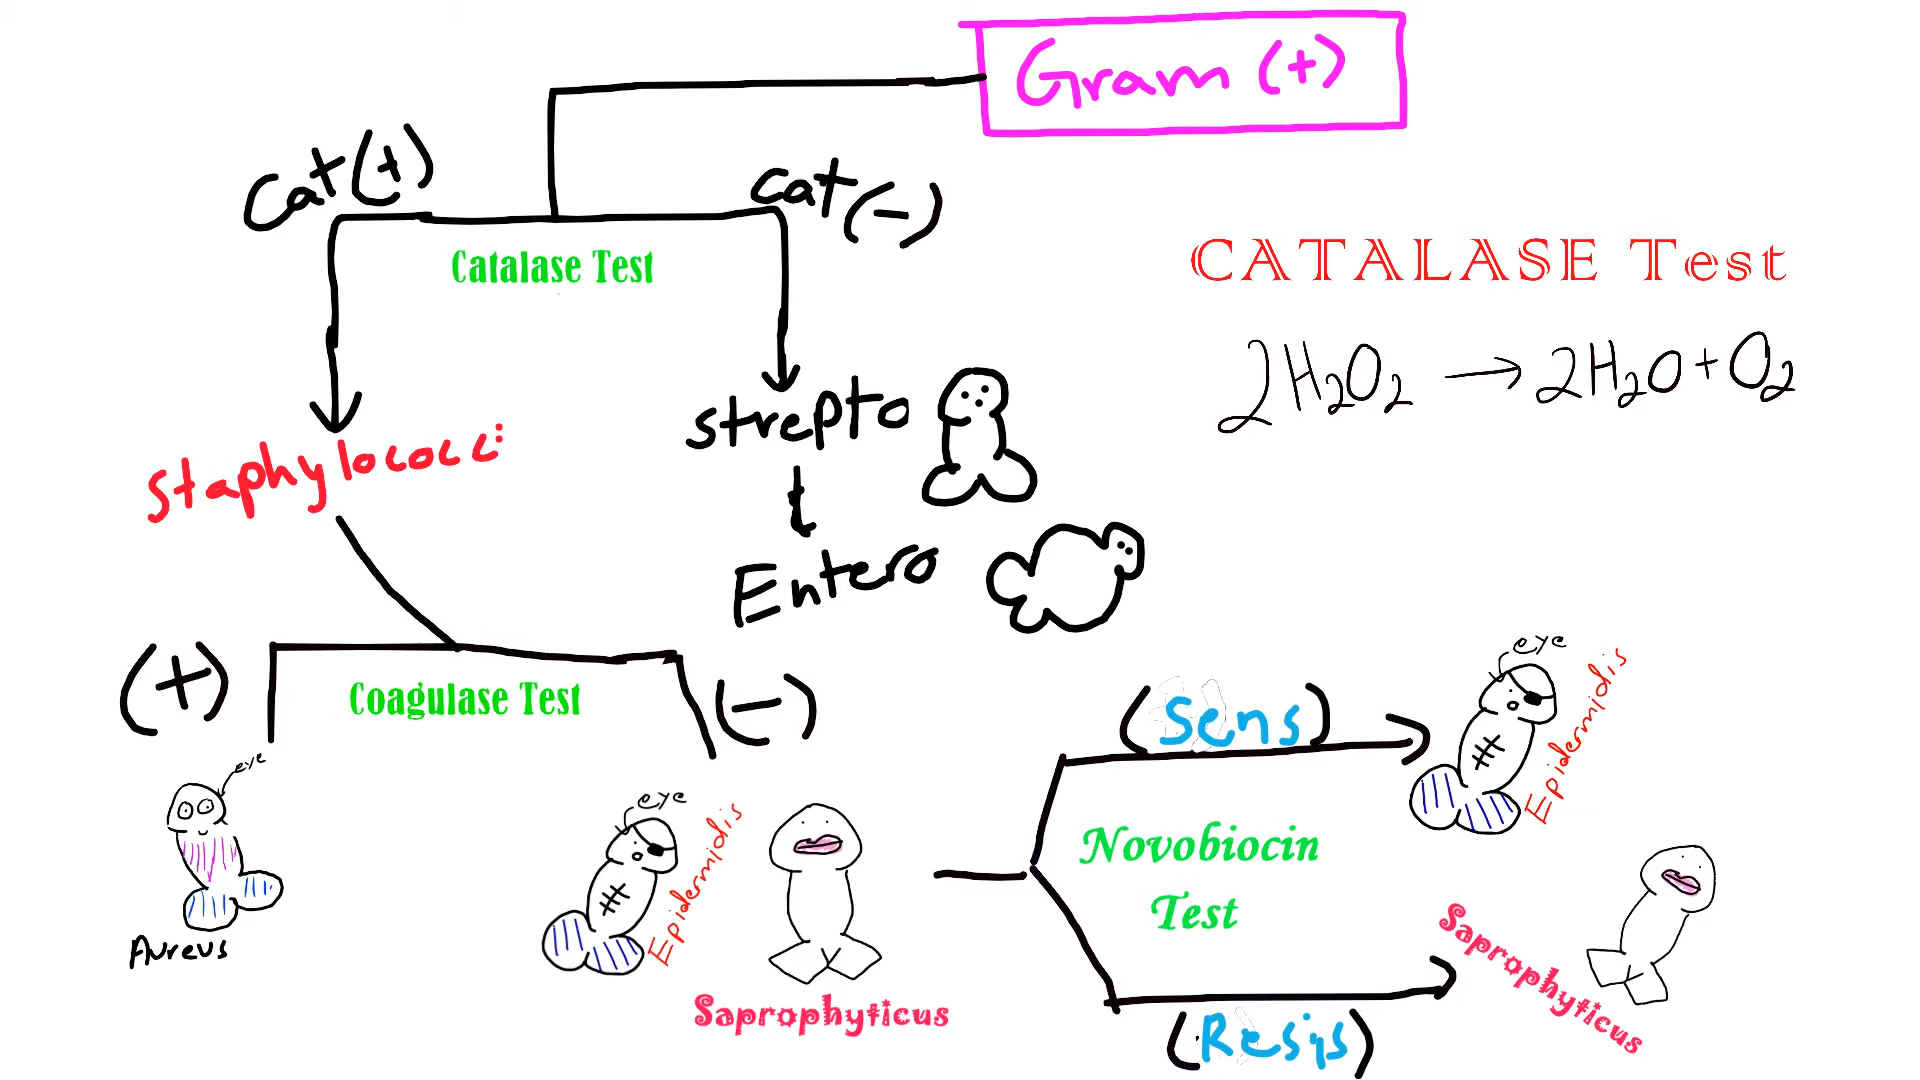 Gram (+)
Cat (+)
cat (-)
Catalase Test
CATALASE Test
2H₂O₂ → 2H₂O + O₂
Staphylococci
strepto
Entero
(+)
Coagulase Test
(-)
eye
Aureus
eye
Epidermidis
Saprophyticus
(Sens)
Novobiocin
Test
(Resis)
eye
Epidermidis
Saprophyticus